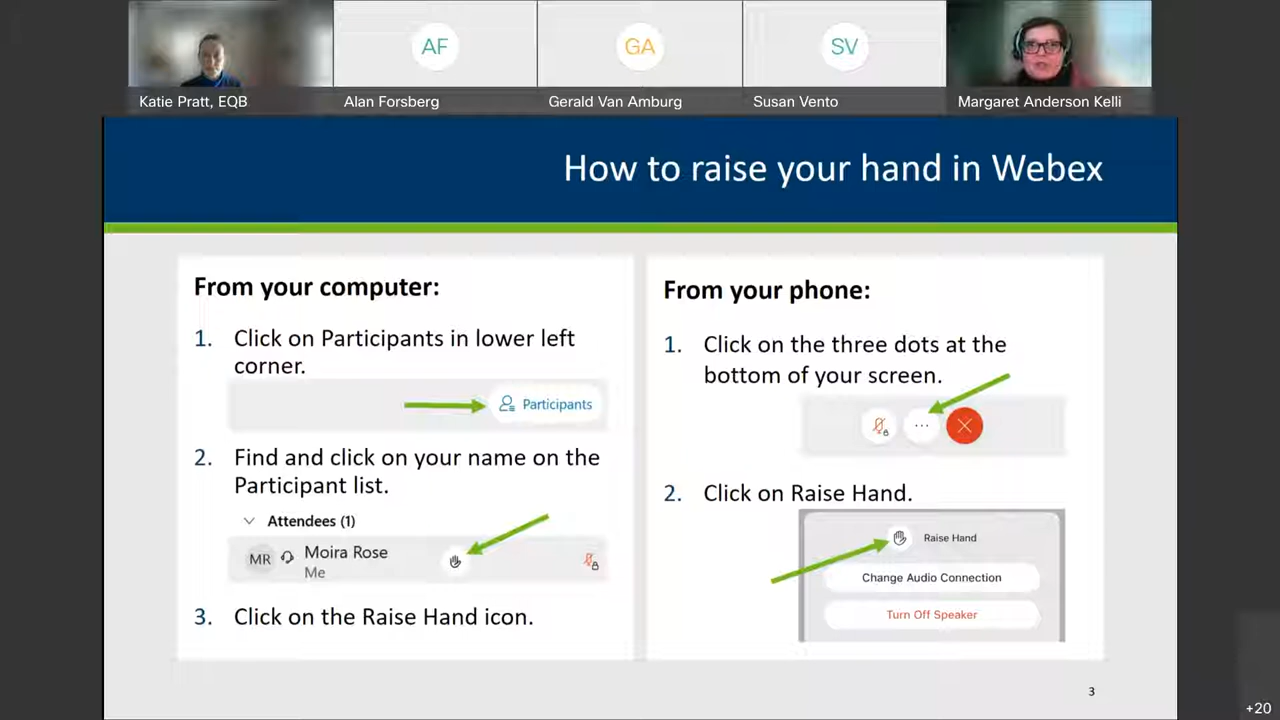 AF
GA
SV
Katie Pratt, EQB
Alan Forsberg
Gerald Van Amburg
Susan Vento
Margaret Anderson Kelli
How to raise your hand in Webex
From your computer:
1. Click on Participants in lower left
corner.
Participants
2. Find and click on your name on the
Participant list.
Attendees (1)
MR
Moira Rose
Me
3. Click on the Raise Hand icon.
From your phone:
1. Click on the three dots at the
bottom of your screen.
2. Click on Raise Hand.
Raise Hand
Change Audio Connection
Turn Off Speaker
3
+20